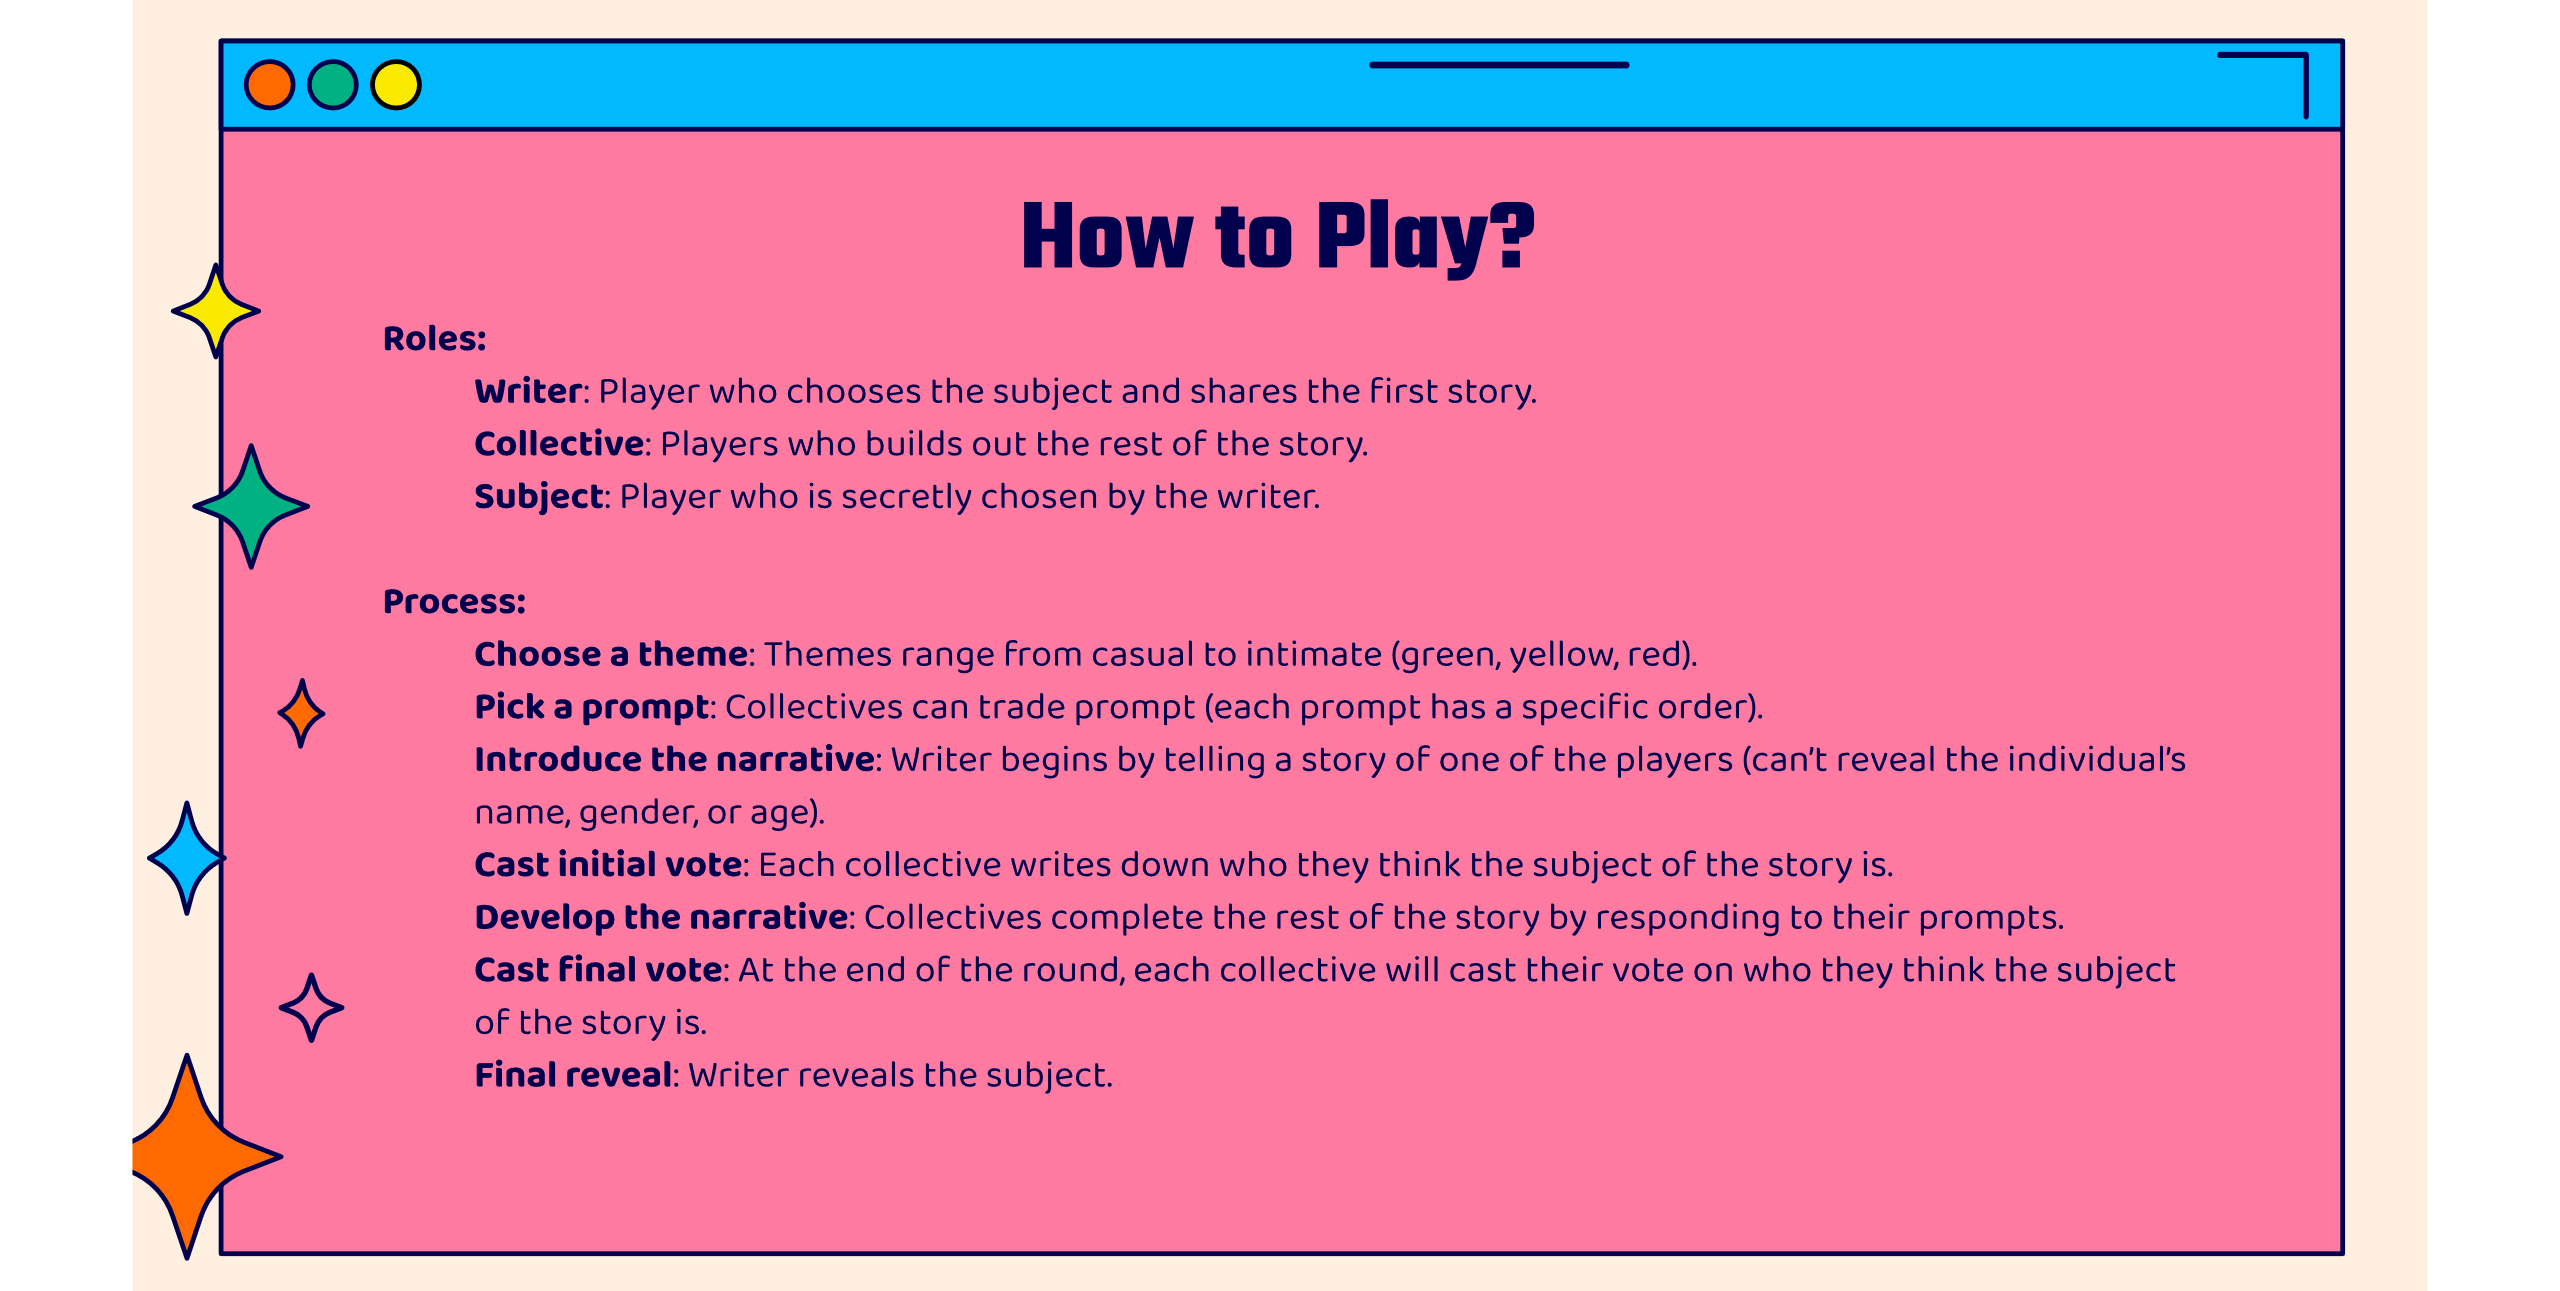 How to Play?
Roles:
Writer: Player who chooses the subject and shares the first story.
Collective: Players who builds out the rest of the story.
Subject: Player who is secretly chosen by the writer.
Process:
Choose a theme: Themes range from casual to intimate (green, yellow, red).
Pick a prompt: Collectives can trade prompt (each prompt has a specific order).
Introduce the narrative: Writer begins by telling a story of one of the players (can't reveal the individual's
name, gender, or age).
Cast initial vote: Each collective writes down who they think the subject of the story is.
Develop the narrative: Collectives complete the rest of the story by responding to their prompts.
Cast final vote: At the end of the round, each collective will cast their vote on who they think the subject
of the story is.
Final reveal: Writer reveals the subject.